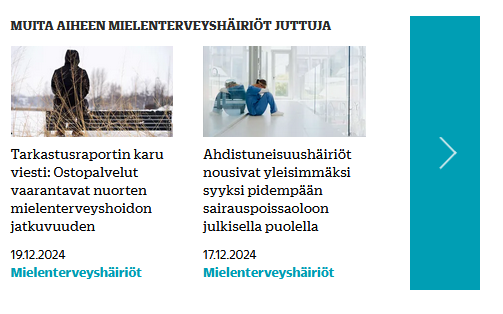 MUITA AIHEEN MIELENTERVEYSHÄIRIÖT JUTTUJA
Tarkastusraportin karu
viesti: Ostopalvelut
vaarantavat nuorten
mielenterveyshoidon
jatkuvuuden
19.12.2024
Mielenterveyshäiriöt
Ahdistuneisuushäiriöt
nousivat yleisimmäksi
syyksi pidempään
sairauspoissaoloon
julkisella puolella
17.12.2024
Mielenterveyshäiriöt